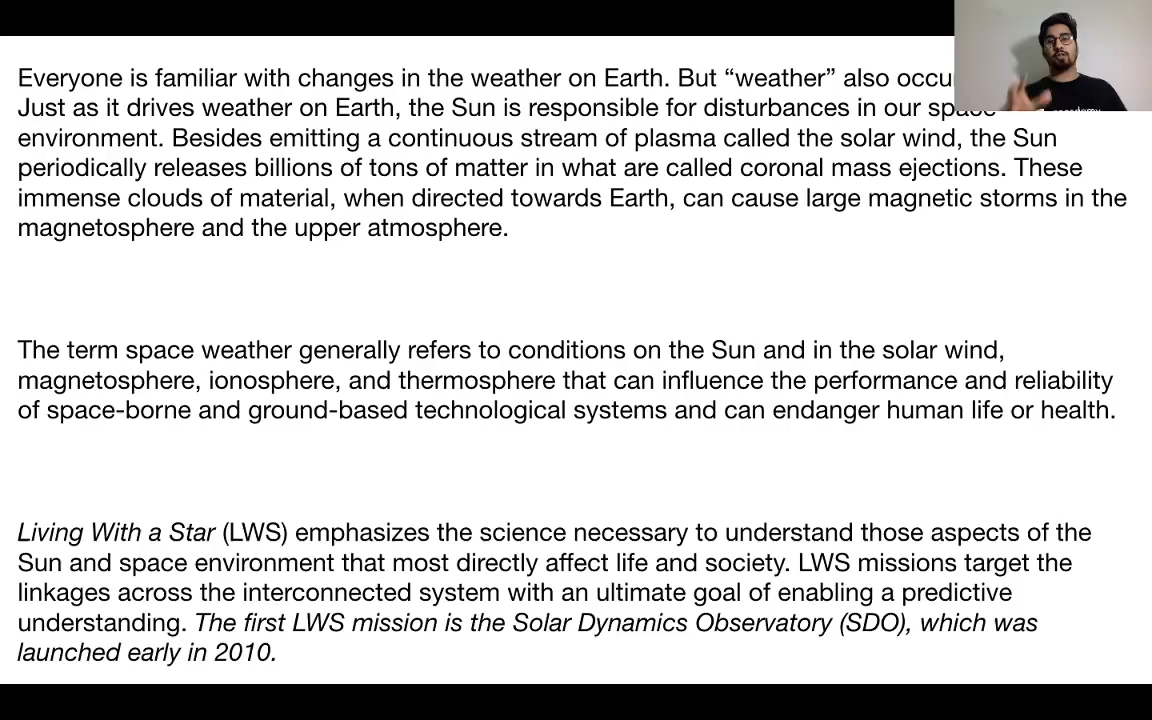 Everyone is familiar with changes in the weather on Earth. But “weather” also
Just as it drives weather on Earth, the Sun is responsible for disturbances in our space
environment. Besides emitting a continuous stream of plasma called the solar wind, the Sun
periodically releases billions of tons of matter in what are called coronal mass ejections. These
immense clouds of material, when directed towards Earth, can cause large magnetic storms in the
magnetosphere and the upper atmosphere.
The term space weather generally refers to conditions on the Sun and in the solar wind,
magnetosphere, ionosphere, and thermosphere that can influence the performance and reliability
of space-borne and ground-based technological systems and can endanger human life or health.
Living With a Star (LWS) emphasizes the science necessary to understand those aspects of the
Sun and space environment that most directly affect life and society. LWS missions target the
linkages across the interconnected system with an ultimate goal of enabling a predictive
understanding. The first LWS mission is the Solar Dynamics Observatory (SDO), which was
launched early in 2010.